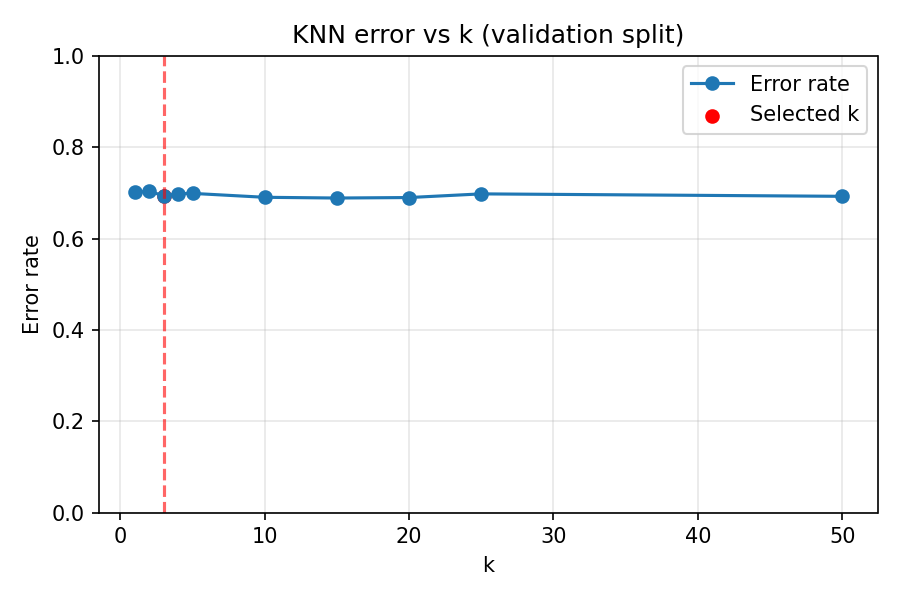 KNN error vs k (validation split)
1.0
0.8
0.6
0.4
0.2
0.0
Error rate
Error rate
Selected k
0 10 20 30 40 50
k